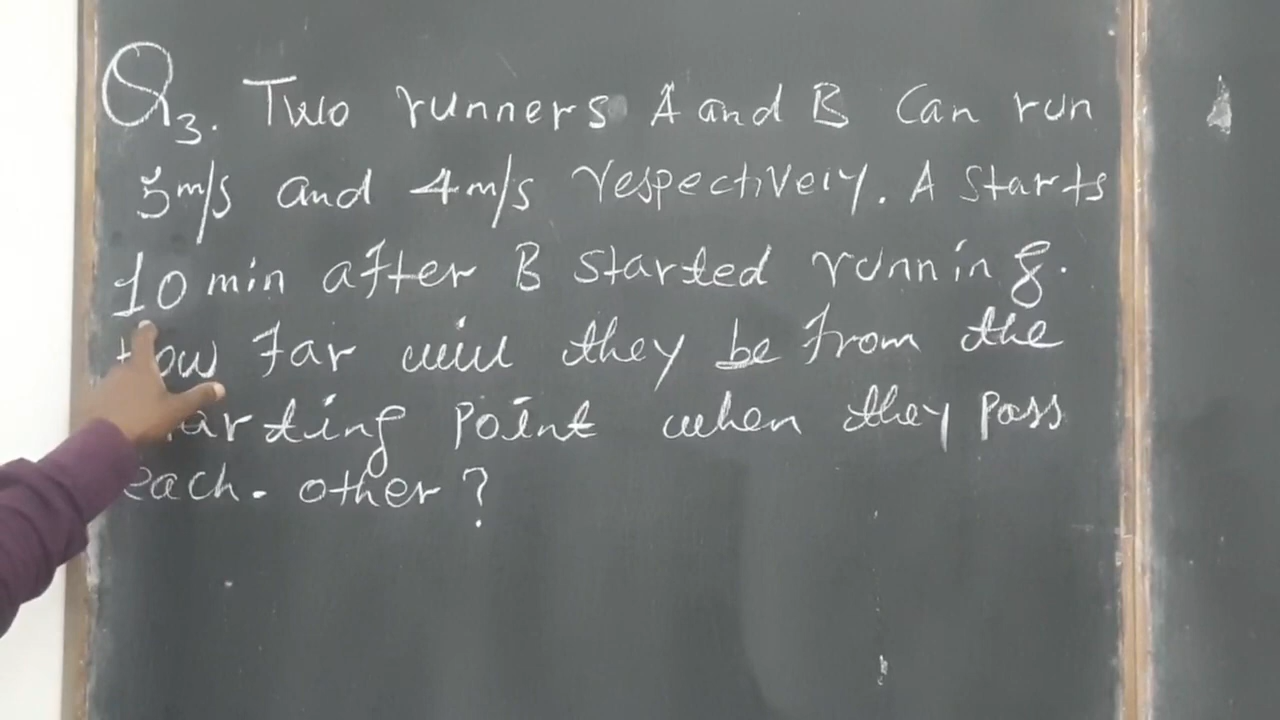 Q3. Two runners A and B Can run
5m/s and 4m/s respectively. A Starts
10 min after B Started running.
How far will they be from the
arting point when they pass
each. other?